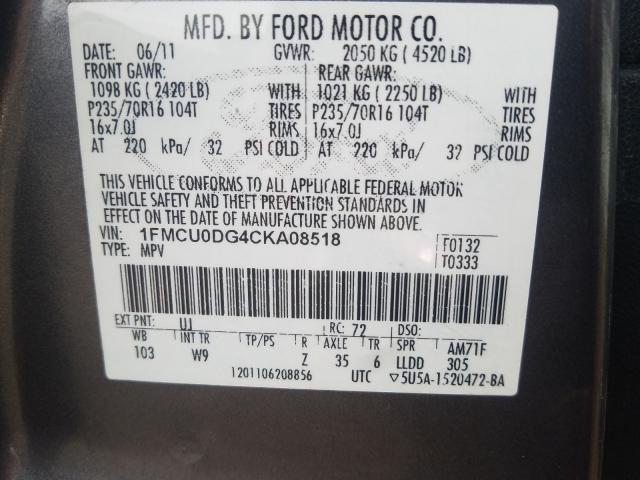 MFD. BY FORD MOTOR CO.
DATE: 06/11 GVWR: 2050 KG ( 4520 LB)
FRONT GAWR: REAR GAWR:
1098 KG ( 2420 LB) WITH 1021 KG ( 2250 LB) WITH
P235/70R16 104T TIRES P235/70R16 104T TIRES
16x7.0J RIMS 16x7.0J RIMS
AT 220 kPa/ 32 PSI COLD AT 220 kPa/ 32 PSI COLD
THIS VEHICLE CONFORMS TO ALL APPLICABLE FEDERAL MOTOR
VEHICLE SAFETY AND THEFT PREVENTION STANDARDS IN
EFFECT ON THE DATE OF MANUFACTURE SHOWN ABOVE.
VIN: 1FMCU0DG4CKA08518 F0132
TYPE: MPV T0333
EXT PNT: UJ RC: 72 DSO:
WB INT TR TP/PS R AXLE TR SPR AM71F
103 W9 Z 35 6 LLDD 305
1201106208856 UTC ▽5U5A-1520472-BA